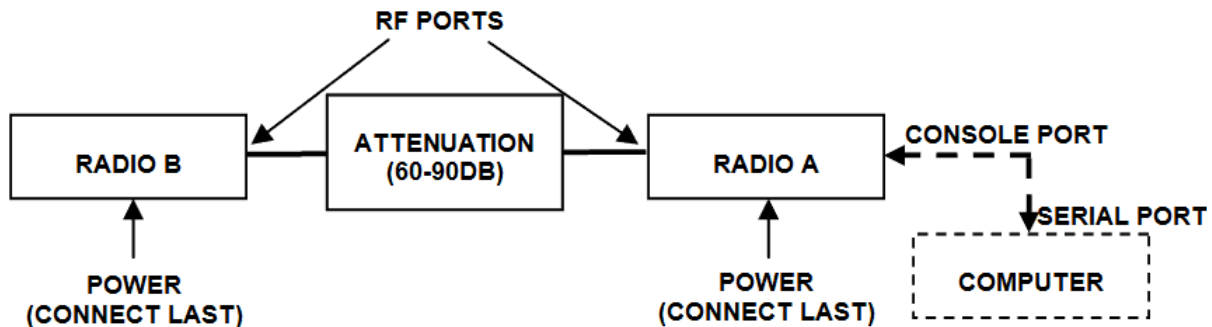 RF PORTS
RADIO B
ATTENUATION
(60-90DB)
RADIO A
CONSOLE PORT
SERIAL PORT
COMPUTER
POWER
(CONNECT LAST)
POWER
(CONNECT LAST)